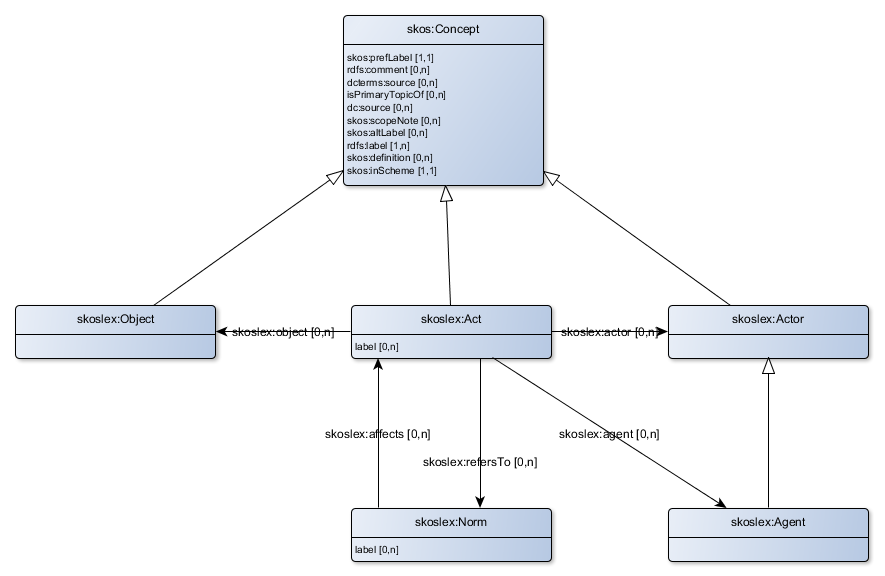 skos:Concept
skos:prefLabel [1,1]
rdfs:comment [0,n]
dcterms:source [0,n]
isPrimaryTopicOf [0,n]
dc:source [0,n]
skos:scopeNote [0,n]
skos:altLabel [0,n]
rdfs:label [1,n]
skos:definition [0,n]
skos:inScheme [1,1]
skoslex:Object
skoslex:Act
skoslex:Actor
skoslex:object [0,n]
skoslex:actor [0,n]
label [0,n]
skoslex:affects [0,n]
skoslex:agent [0,n]
skoslex:refersTo [0,n]
skoslex:Norm
skoslex:Agent
label [0,n]